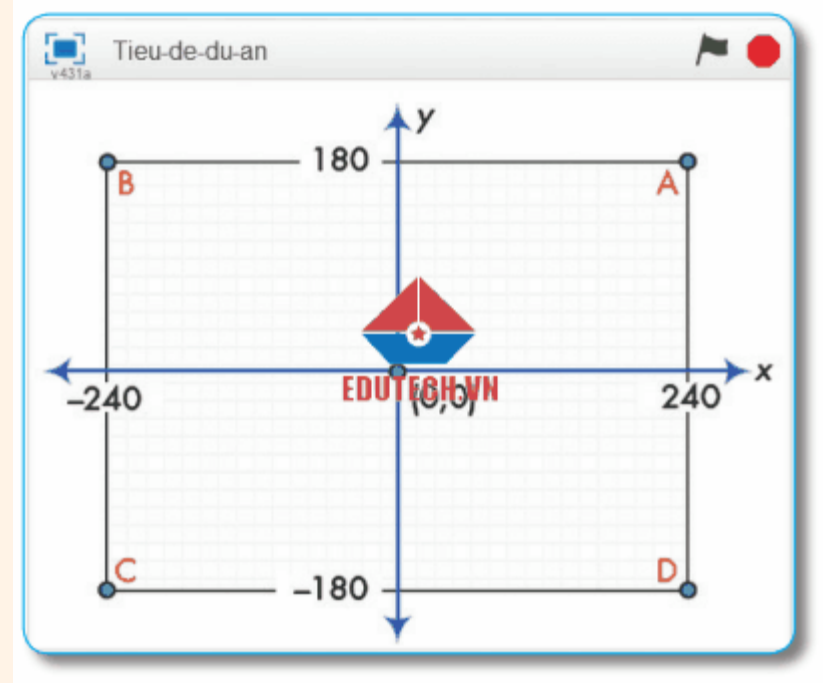 Tieu-de-du-an
v431a
y
180
B
A
x
-240
EDUTECH.VN
(0,0)
240
C
D
-180